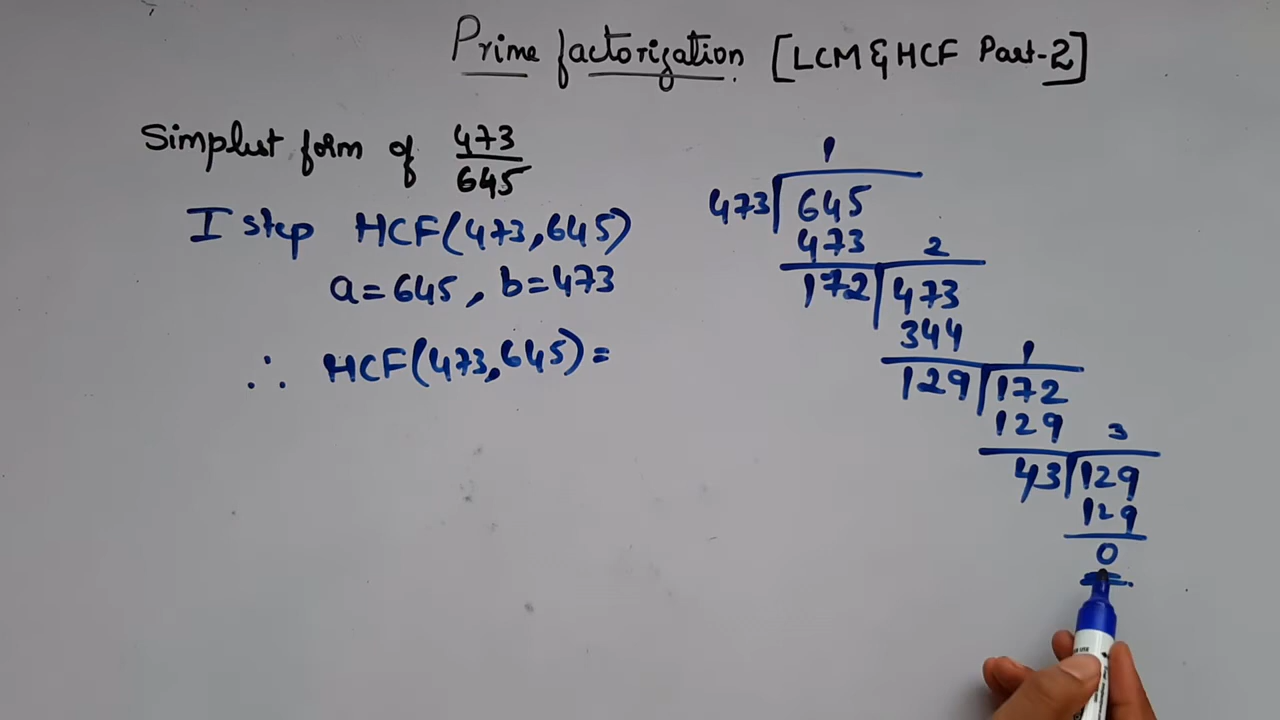 Prime factorization [LCM & HCF Part-2]
Simplest form of 473/645
I step HCF(473,645)
a=645, b=473
∴ HCF(473,645)=
1
473 645
473 2
172 473
344 1
129 172
129 3
43 129
129
0